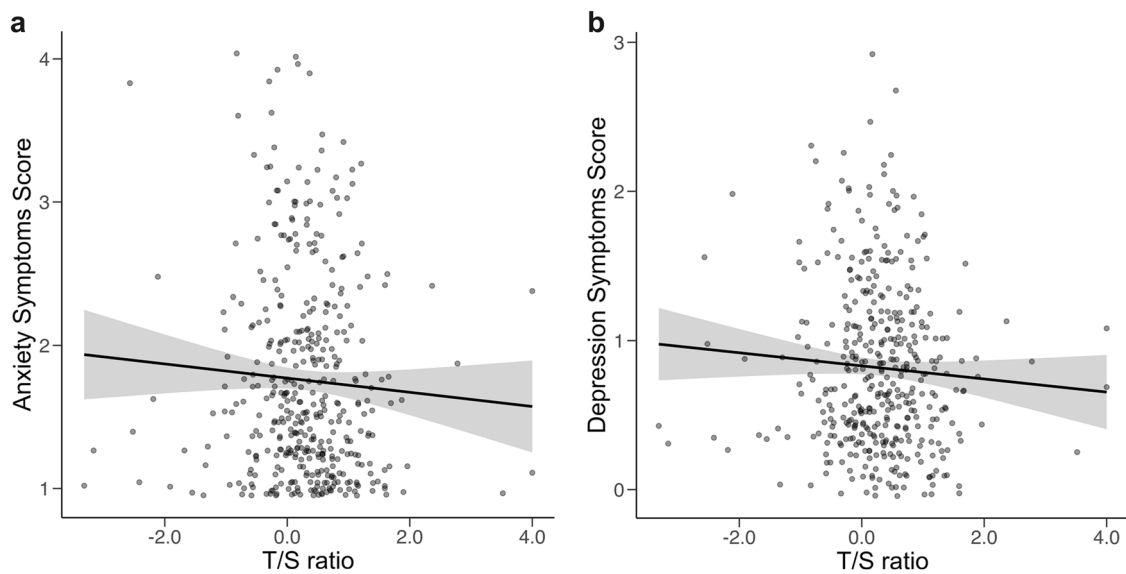 a
Anxiety Symptoms Score
4
3
2
1
-2.0 0.0 2.0 4.0
T/S ratio
b
Depression Symptoms Score
3
2
1
0
-2.0 0.0 2.0 4.0
T/S ratio